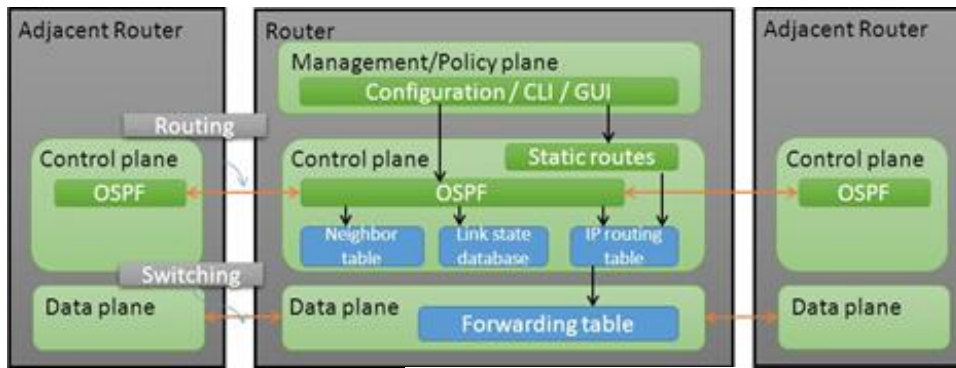 Adjacent Router
Router
Adjacent Router
Management/Policy plane
Configuration / CLI / GUI
Routing
Control plane
OSPF
Control plane
Static routes
OSPF
Neighbor
table
Link state
database
IP routing
table
Control plane
OSPF
Switching
Data plane
Data plane
Forwarding table
Data plane